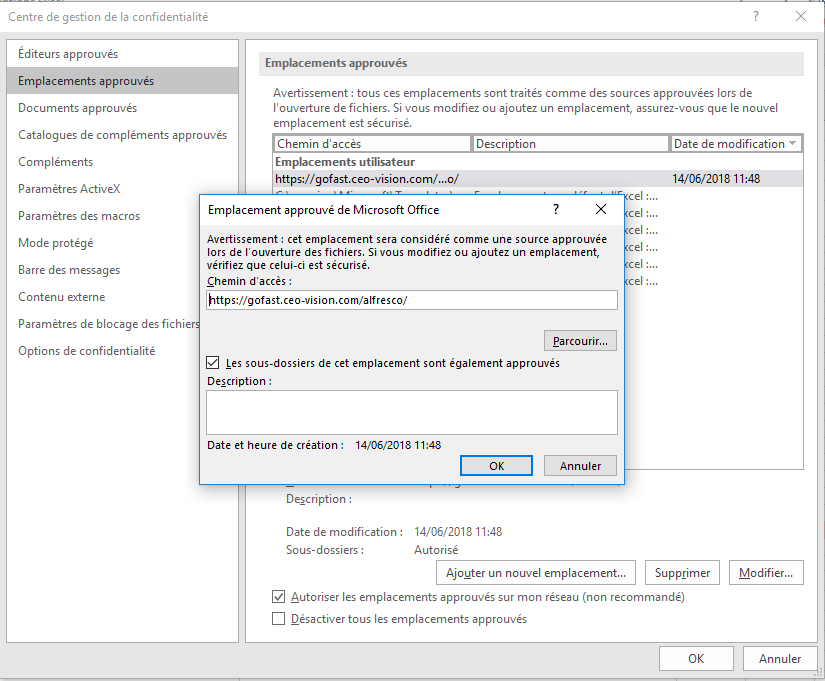 Centre de gestion de la confidentialité
?
Éditeurs approuvés
Emplacements approuvés
Documents approuvés
Catalogues de compléments approuvés
Compléments
Paramètres ActiveX
Paramètres des macros
Mode protégé
Barre des messages
Contenu externe
Paramètres de blocage des fichiers
Options de confidentialité
Emplacements approuvés
Avertissement : tous ces emplacements sont traités comme des sources approuvées lors de
l'ouverture de fichiers. Si vous modifiez ou ajoutez un emplacement, assurez-vous que le nouvel
emplacement est sécurisé.
Chemin d'accès Description Date de modification
Emplacements utilisateur
https://gofast.ceo-vision.com/...o/ 14/06/2018 11:48
xcel :...
xcel :...
xcel :...
xcel :...
xcel :...
Emplacement approuvé de Microsoft Office ?
Avertissement : cet emplacement sera considéré comme une source approuvée
lors de l'ouverture des fichiers. Si vous modifiez ou ajoutez un emplacement,
vérifiez que celui-ci est sécurisé.
Chemin d'accès :
https://gofast.ceo-vision.com/alfresco/
Parcourir...
Les sous-dossiers de cet emplacement sont également approuvés
Description :
Date et heure de création : 14/06/2018 11:48
OK Annuler
Description :
Date de modification : 14/06/2018 11:48
Sous-dossiers : Autorisé
Ajouter un nouvel emplacement... Supprimer Modifier...
Autoriser les emplacements approuvés sur mon réseau (non recommandé)
Désactiver tous les emplacements approuvés
OK Annuler